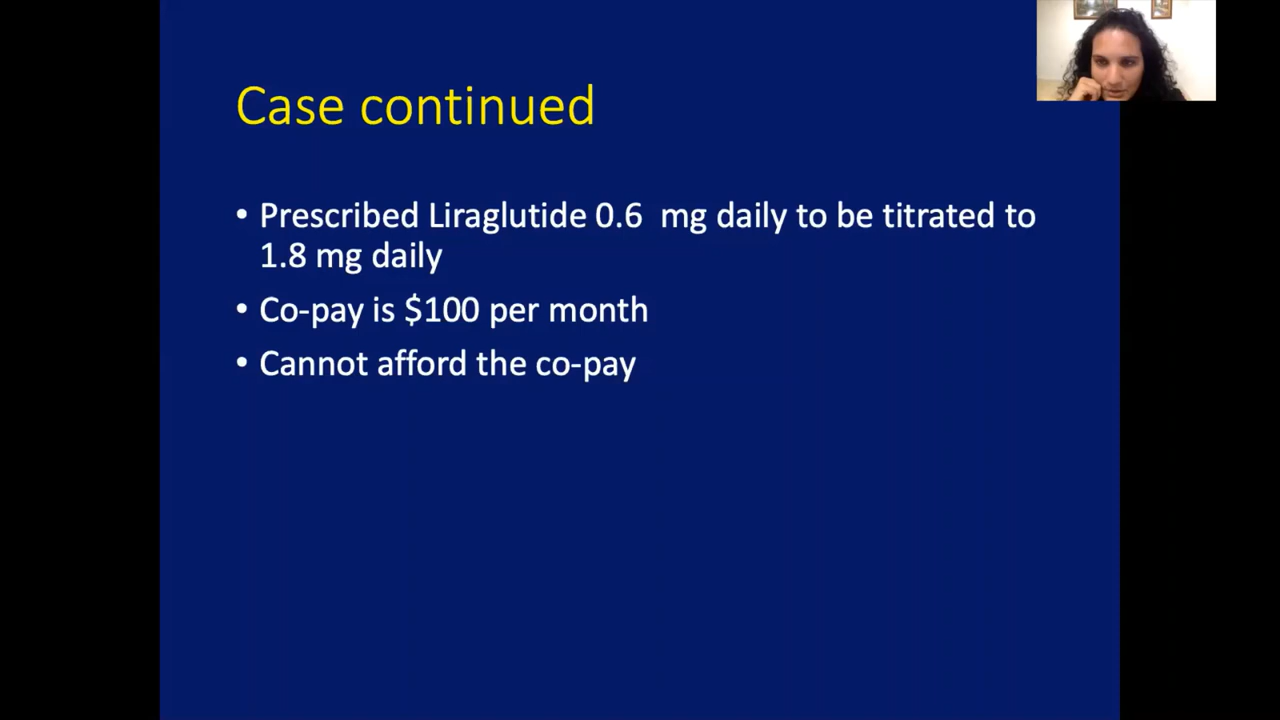 Case continued
• Prescribed Liraglutide 0.6  mg daily to be titrated to
1.8 mg daily
• Co-pay is $100 per month
• Cannot afford the co-pay